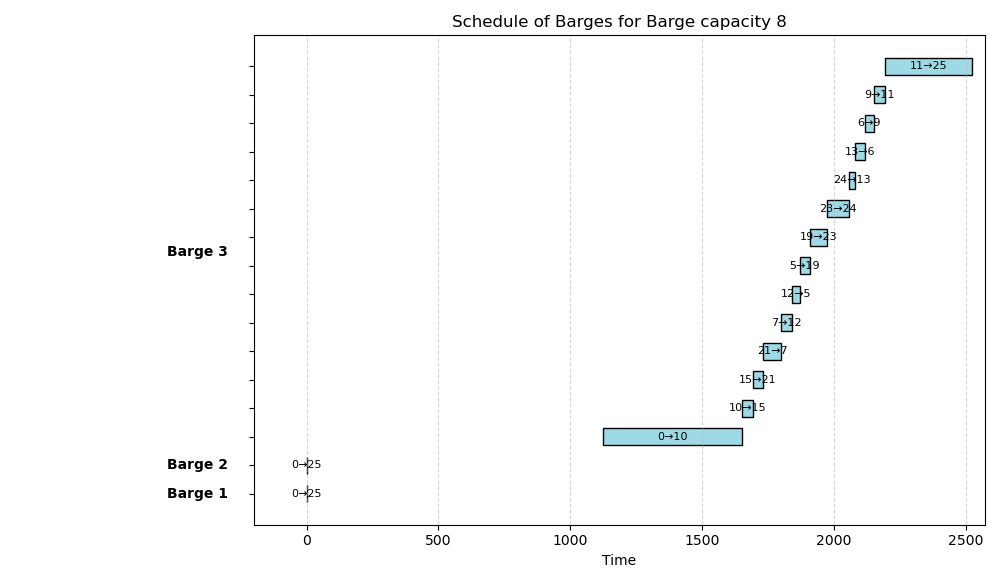 Schedule of Barges for Barge capacity 8
11→25
9→11
6→9
13→6
24→13
23→24
19→23
Barge 3
5→19
12→5
7→12
21→7
15→21
10→15
0→10
Barge 2 0→25
Barge 1 0→25
0 500 1000 1500 2000 2500
Time